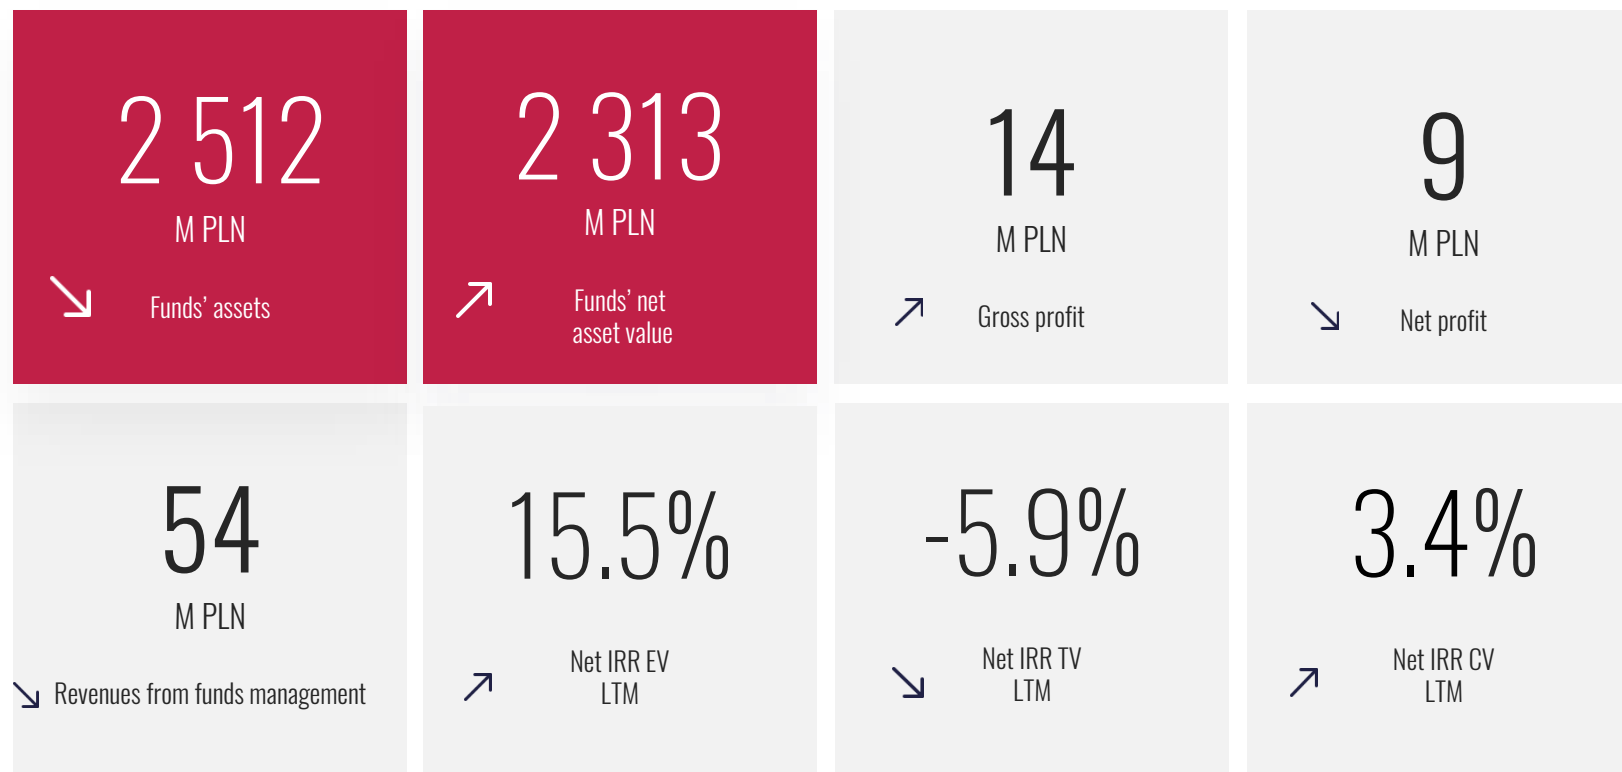 2 512
M PLN
Funds’ assets
2 313
M PLN
Funds’ net
asset value
14
M PLN
Gross profit
9
M PLN
Net profit
54
M PLN
Revenues from funds management
15.5%
Net IRR EV
LTM
-5.9%
Net IRR TV
LTM
3.4%
Net IRR CV
LTM